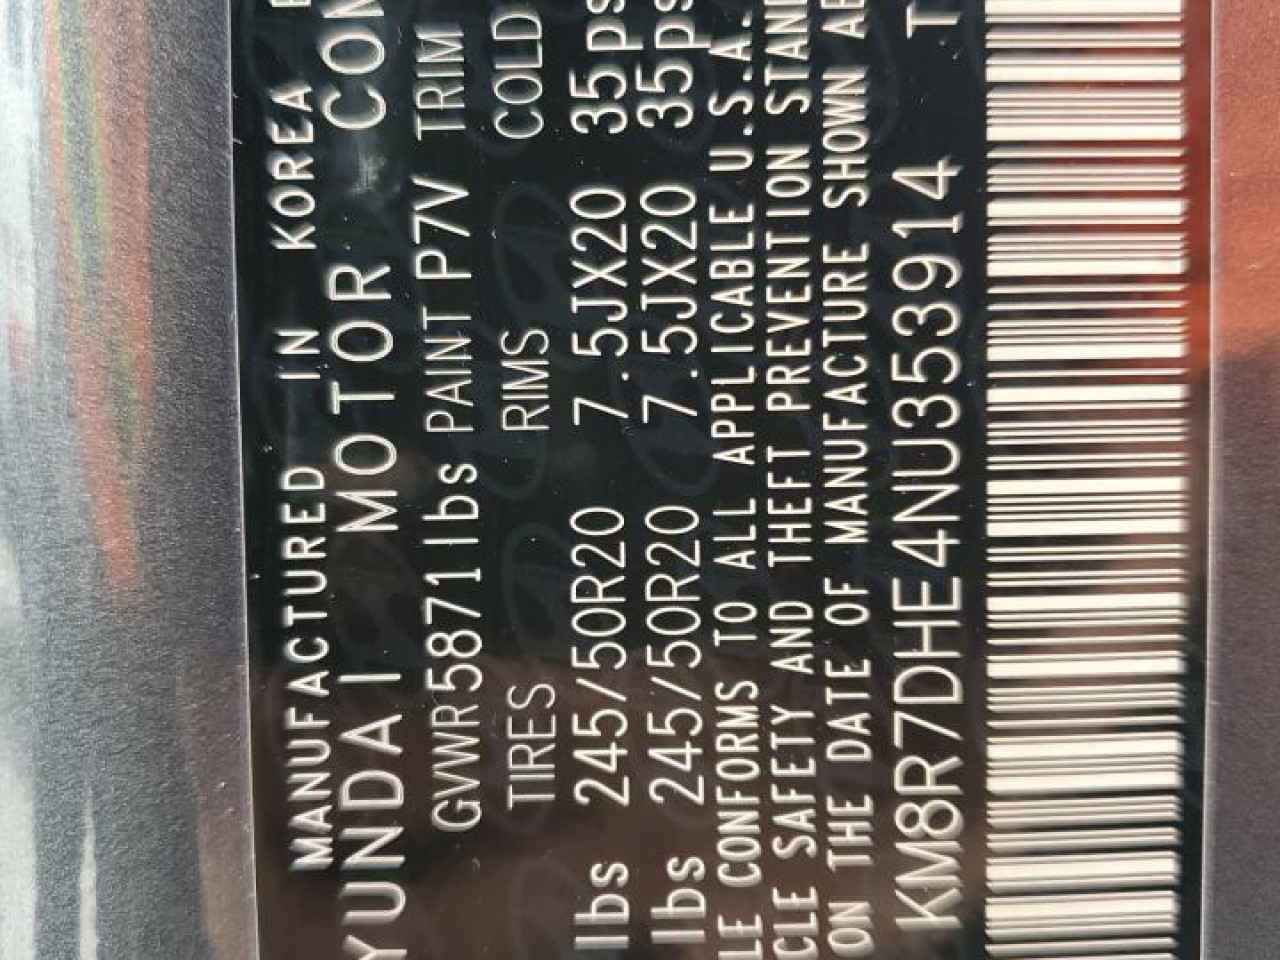 MANUFACTURED IN KOREA
YUNDAI MOTOR COM
GVWR5871lbs PAINT P7V TRIM
TIRES RIMS COLD
lbs 245/50R20 7.5JX20 35ps
lbs 245/50R20 7.5JX20 35ps
LE CONFORMS TO ALL APPLICABLE U.S.A.
CLE SAFETY AND THEFT PREVENTION STAN
ON THE DATE OF MANUFACTURE SHOWN AB
KM8R7DHE4NU353914 T